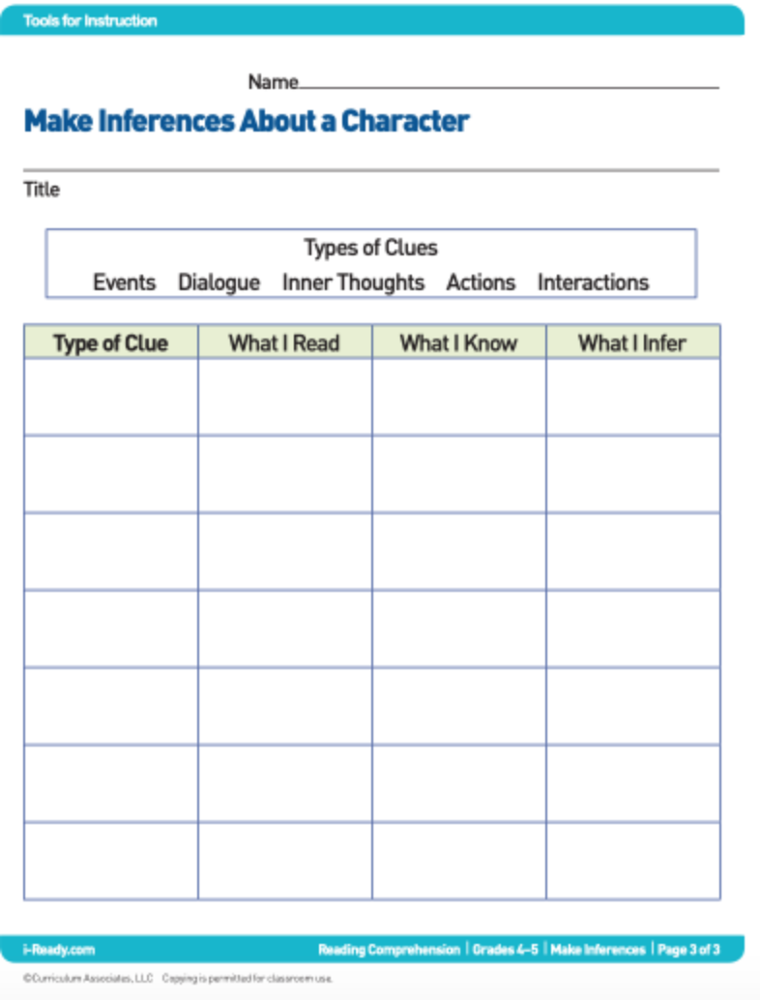 Tools for Instruction
Name
Make Inferences About a Character
Title
Types of Clues
Events Dialogue Inner Thoughts Actions Interactions
Type of Clue What I Read What I Know What I Infer
i-Ready.com Reading Comprehension | Grades 4–5 | Make Inferences | Page 3 of 3
©Curriculum Associates, LLC Copying is permitted for classroom use.